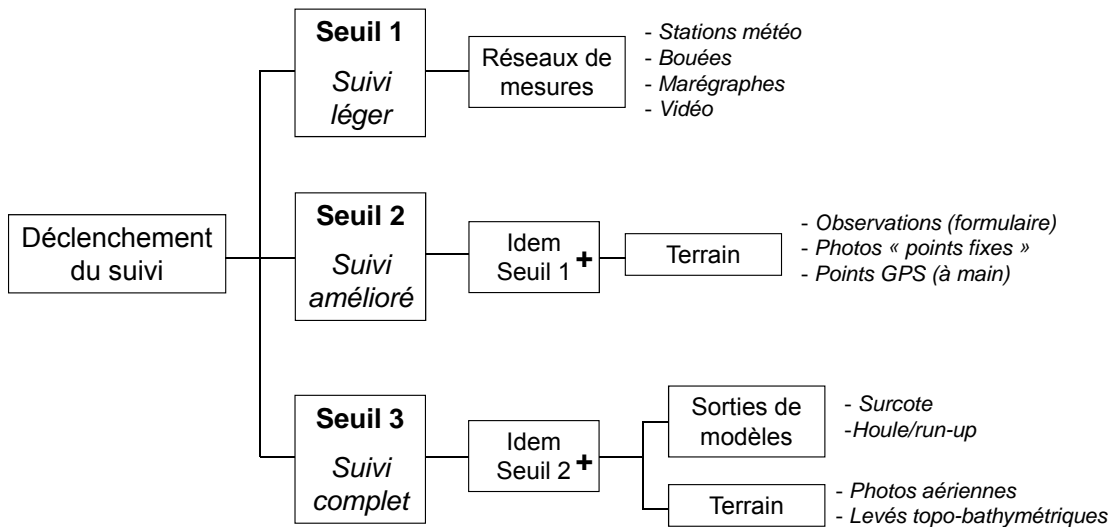 Déclenchement
du suivi
Seuil 1
Suivi
léger
Réseaux de
mesures
- Stations météo
- Bouées
- Marégraphes
- Vidéo
Seuil 2
Suivi
amélioré
Idem
Seuil 1 +
Terrain
- Observations (formulaire)
- Photos « points fixes »
- Points GPS (à main)
Seuil 3
Suivi
complet
Idem
Seuil 2 +
Sorties de
modèles
- Surcote
-Houle/run-up
Terrain
- Photos aériennes
- Levés topo-bathymétriques